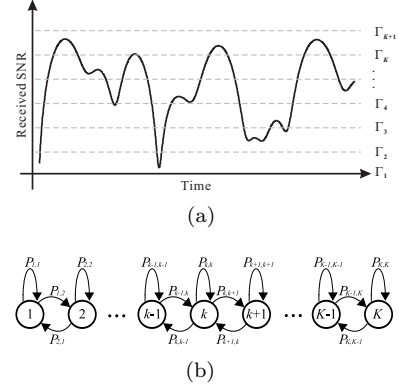 Received SNR
Γ_{K+1}
Γ_K
⋮
Γ_4
Γ_3
Γ_2
Γ_1
Time
(a)
P_{1,1} P_{2,2} P_{k-1,k-1} P_{k,k} P_{k+1,k+1} P_{K-1,K-1} P_{K,K}
P_{1,2} P_{k-1,k} P_{k,k+1} P_{K-1,K}
1 2 ... k-1 k k+1 ... K-1 K
P_{2,1} P_{k,k-1} P_{k+1,k} P_{K,K-1}
(b)